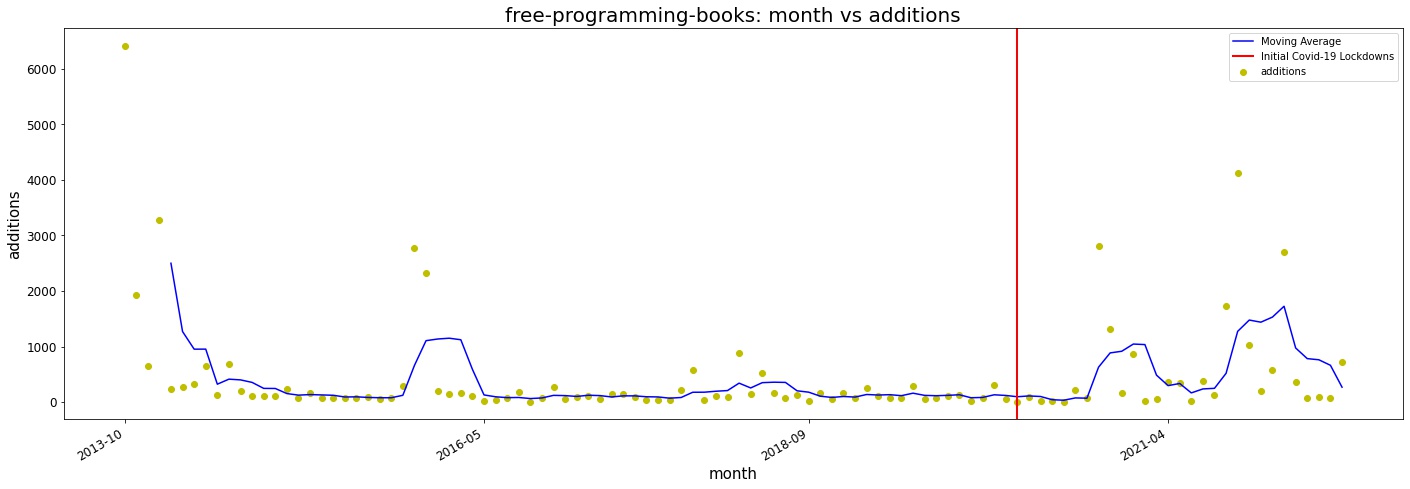 free-programming-books: month vs additions
Moving Average
Initial Covid-19 Lockdowns
additions
6000
5000
4000
3000
2000
1000
0
additions
2013-10
2016-05
2018-09
2021-04
month